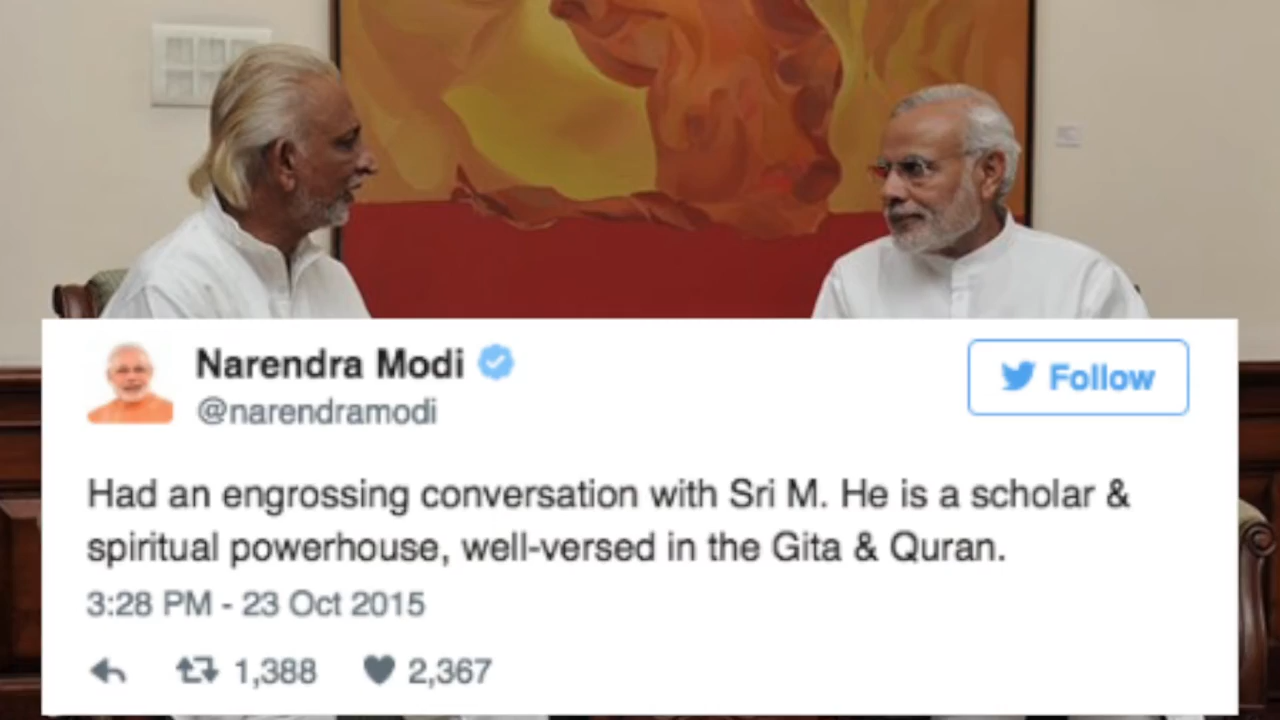 Narendra Modi
@narendramodi
Follow
Had an engrossing conversation with Sri M. He is a scholar &
spiritual powerhouse, well-versed in the Gita & Quran.
3:28 PM - 23 Oct 2015
1,388 2,367